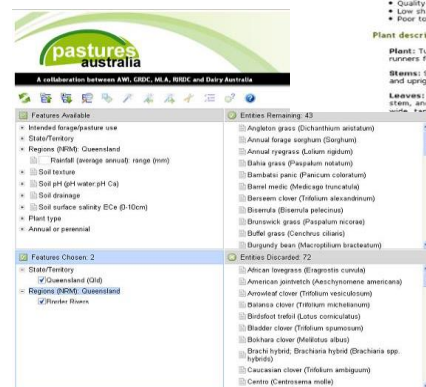 pastures
australia
A collaboration between AWI, GRDC, MLA, RIRDC and Dairy Australia
Features Available
Intended forage/pasture use
State/Territory
Regions (NRM): Queensland
Rainfall (average annual): range (mm)
Soil texture
Soil pH (pH water:pH Ca)
Soil drainage
Soil surface salinity ECe (0-10cm)
Plant type
Annual or perennial
Entities Remaining: 43
Angleton grass (Dichanthium aristatum)
Annual forage sorghum (Sorghum)
Annual ryegrass (Lolium rigidum)
Bahia grass (Paspalum notatum)
Bambatsi panic (Panicum coloratum)
Barrel medic (Medicago truncatula)
Berseem clover (Trifolium alexandrinum)
Biserrula (Biserrula pelecinus)
Brunswick grass (Paspalum nicorae)
Buffel grass (Cenchrus ciliaris)
Burgundy bean (Macroptilium bracteatum)
Features Chosen: 2
State/Territory
Queensland (Qld)
Regions (NRM): Queensland
Border Rivers
Entities Discarded: 72
African lovegrass (Eragrostis curvula)
American jointvetch (Aeschynomene americana)
Arrowleaf clover (Trifolium vesiculosum)
Balansa clover (Trifolium michelianum)
Birdsfoot trefoil (Lotus corniculatus)
Bladder clover (Trifolium spumosum)
Bokhara clover (Melilotus albus)
Brachi hybrid; Brachiaria hybrid (Brachiaria spp.
hybrids)
Caucasian clover (Trifolium ambiguum)
Centro (Centrosema molle)
Quality
Low sh
Poor to
Plant descri
Plant: Tu
runners f
Stems: S
and uprig
Leaves:
stem, an